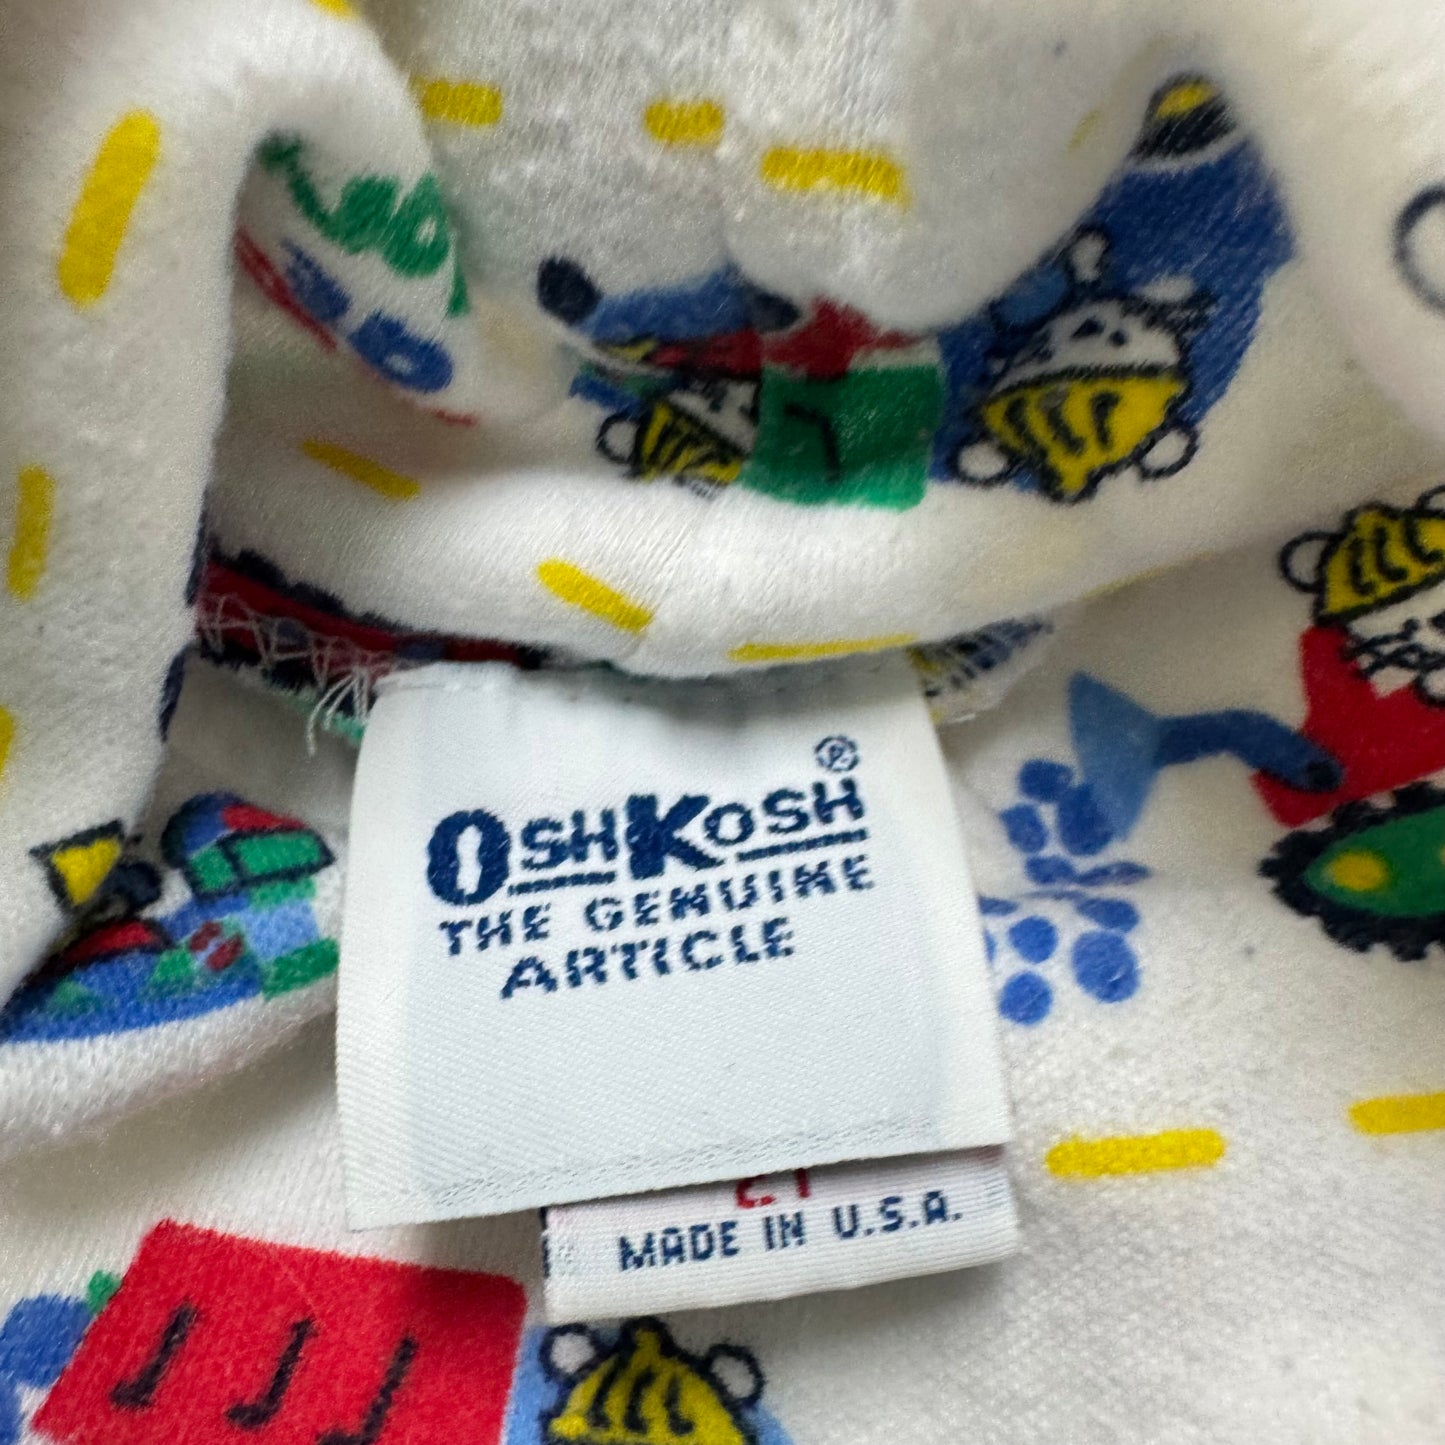 OSHKOSH®
THE GENUINE
ARTICLE
MADE IN U.S.A.